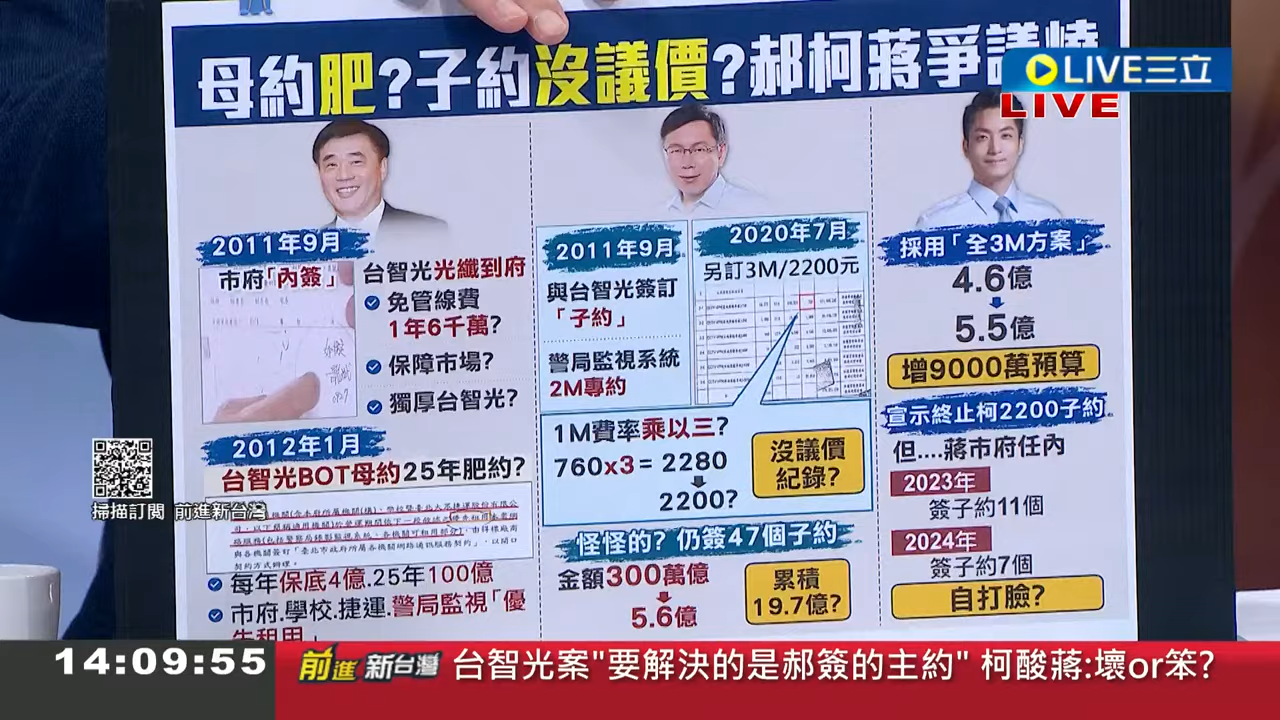 母約肥?子約沒議價?郝柯蔣爭議燒
LIVE三立
LIVE
2011年9月
市府「內簽」
台智光光纖到府
免管線費
1年6千萬?
保障市場?
獨厚台智光?
2012年1月
台智光BOT母約25年肥約?
契約方式辦理。
每年保底4億.25年100億
市府.學校.捷運.警局監視「優
先租用」
2011年9月
與台智光簽訂
「子約」
警局監視系統
2M專約
2020年7月
另訂3M/2200元
1M費率乘以三?
760x3=2280
2200?
沒議價
紀錄?
怪怪的? 仍簽47個子約
金額300萬億
5.6億
累積
19.7億?
採用「全3M方案」
4.6億
5.5億
增9000萬預算
宣示終止柯2200子約
但....蔣市府任內
2023年
簽子約11個
2024年
簽子約7個
自打臉?
掃描訂閱 前進新台灣
14:09:55
前進新台灣 台智光案"要解決的是郝簽的主約" 柯酸蔣:壞or笨?